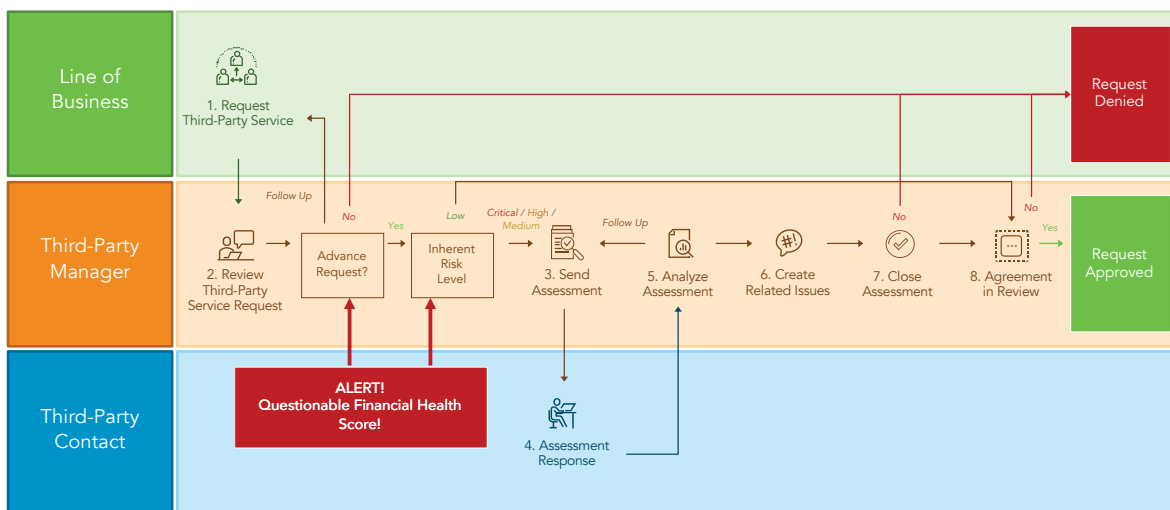 Line of
Business
1. Request
Third-Party Service
Request
Denied
Third-Party
Manager
Follow Up
No
Yes
Low
Critical / High /
Medium
Follow Up
No
No
Yes
2. Review
Third-Party
Service Request
Advance
Request?
Inherent
Risk
Level
3. Send
Assessment
5. Analyze
Assessment
#!
6. Create
Related Issues
7. Close
Assessment
8. Agreement
in Review
Request
Approved
Third-Party
Contact
ALERT!
Questionable Financial Health
Score!
4. Assessment
Response